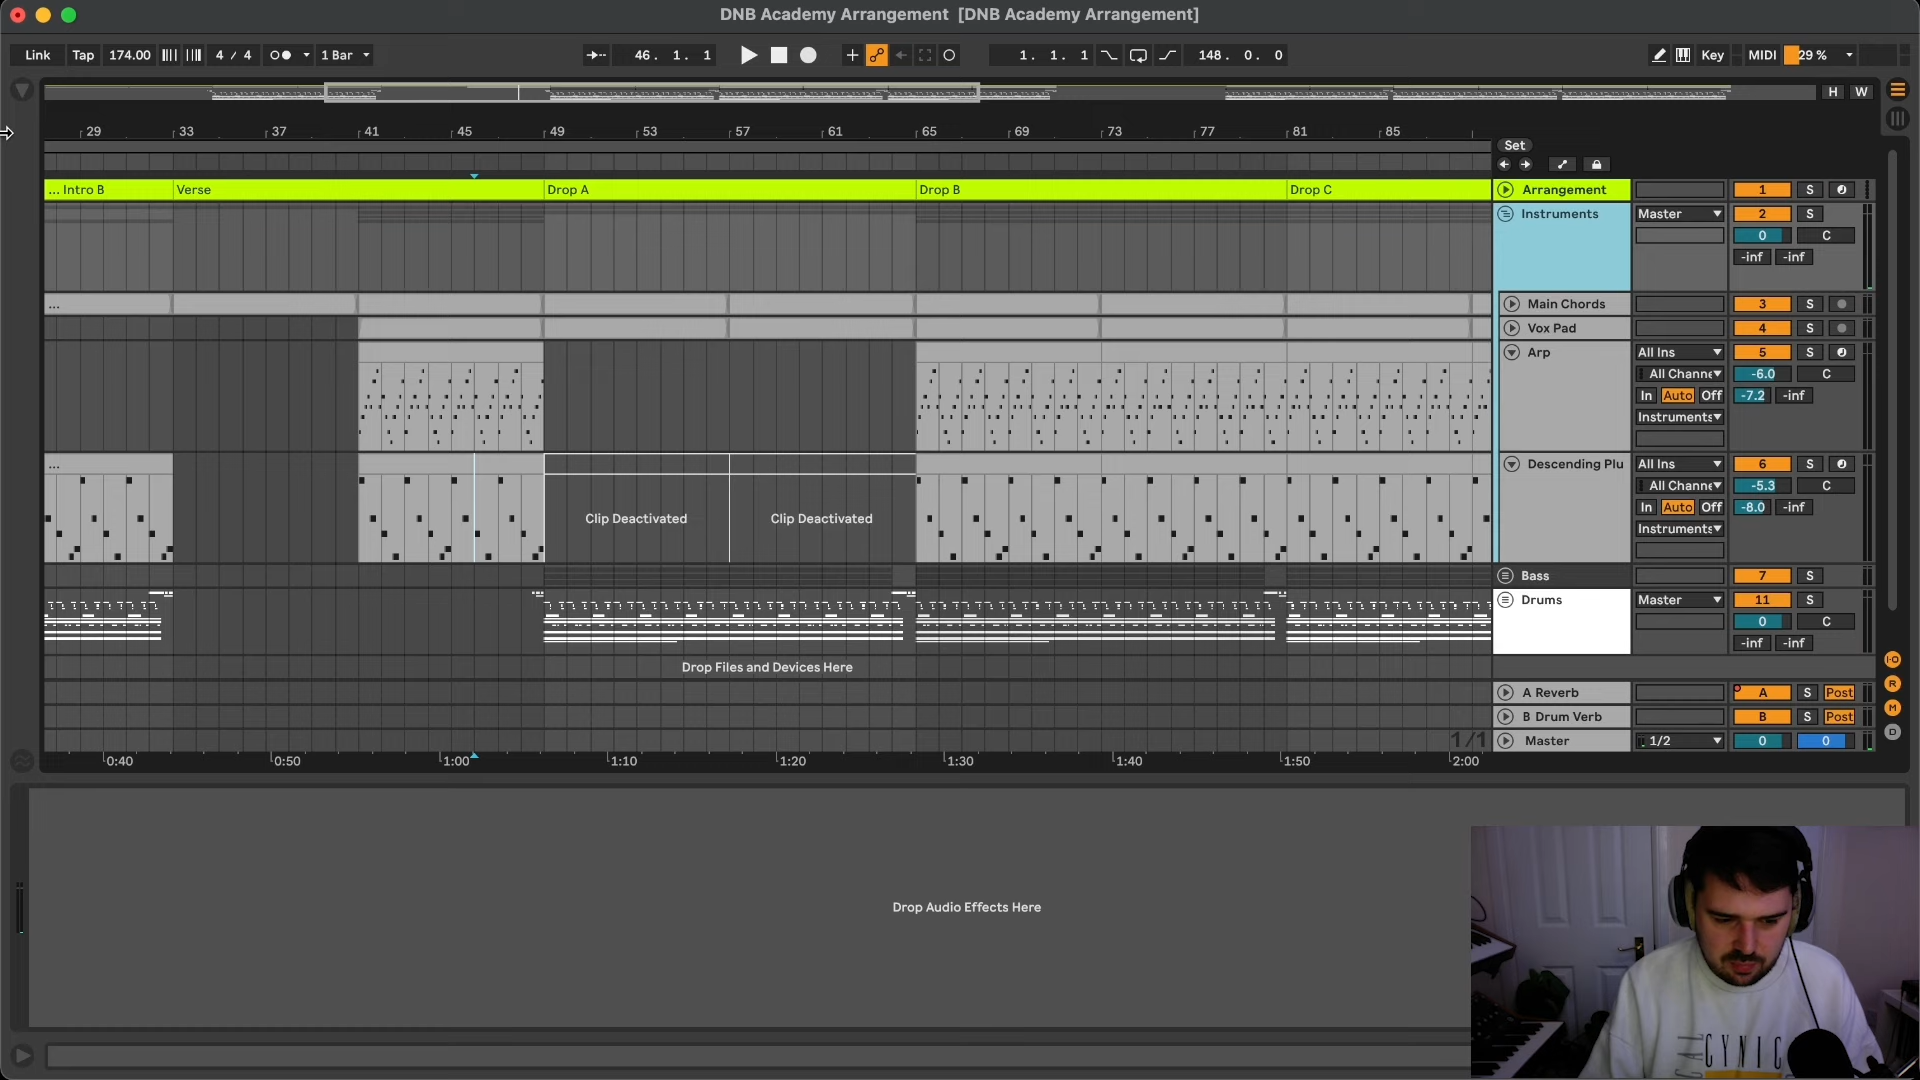 DNB Academy Arrangement [DNB Academy Arrangement]
Link Tap 174.00 4 / 4 1 Bar 46. 1. 1 1. 1. 1 148. 0. 0 Key MIDI 29 %
H W
29 33 37 41 45 49 53 57 61 65 69 73 77 81 85
Set
... Intro B Verse Drop A Drop B Drop C Arrangement 1 S
Instruments Master 2 S
0 C
-inf -inf
... Main Chords 3 S
Vox Pad 4 S
Arp All Ins 5 S
All Channe -6.0 C
In Auto Off -7.2 -inf
Instruments
... Descending Plu All Ins 6 S
All Channe -5.3 C
In Auto Off -8.0 -inf
Clip Deactivated Clip Deactivated
Instruments
Bass 7 S
Drums Master 11 S
0 C
-inf -inf
Drop Files and Devices Here
I-O
A Reverb A S Post
R
B Drum Verb B S Post
M
D
1/1 Master 1/2 0 0
0:40 0:50 1:00 1:10 1:20 1:30 1:40 1:50 2:00
Drop Audio Effects Here
CAL
CYNIC